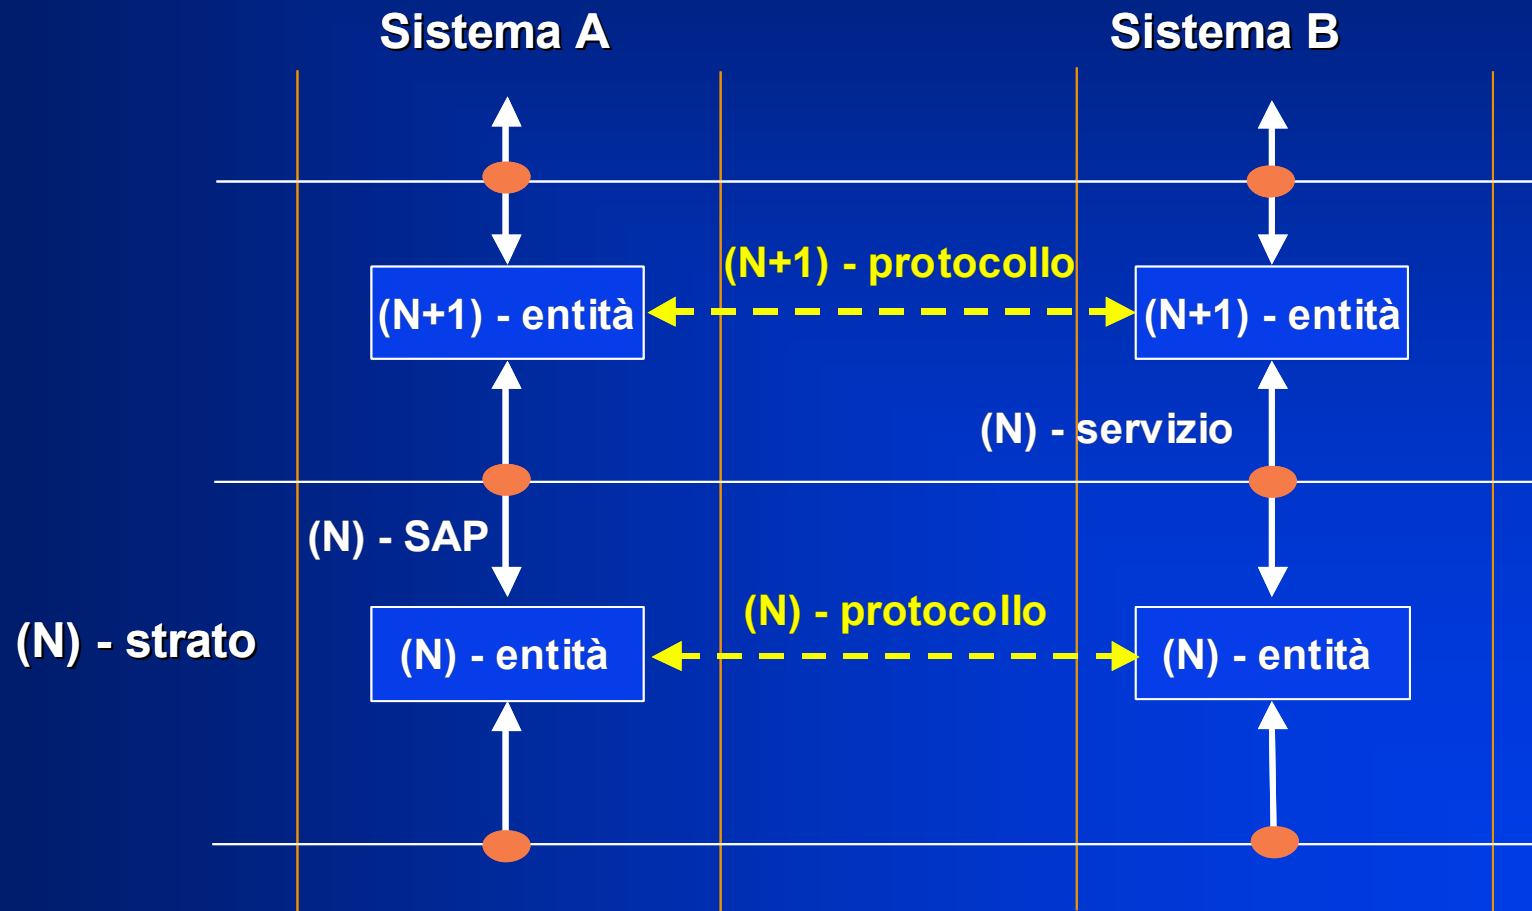 Sistema A
Sistema B
(N+1) - protocollo
(N+1) - entità
(N+1) - entità
(N) - servizio
(N) - SAP
(N) - protocollo
(N) - strato
(N) - entità
(N) - entità